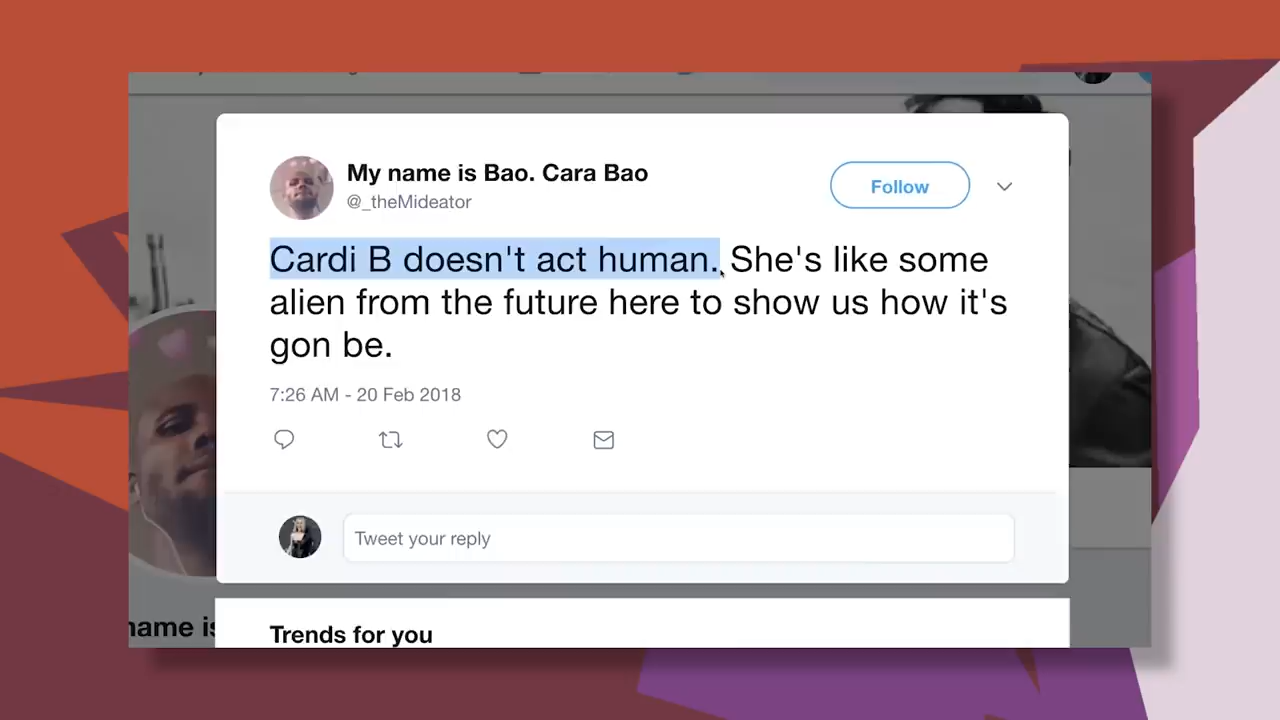 My name is Bao. Cara Bao
@_theMideator
Follow
Cardi B doesn't act human. She's like some
alien from the future here to show us how it's
gon be.
7:26 AM - 20 Feb 2018
Tweet your reply
Trends for you
name is